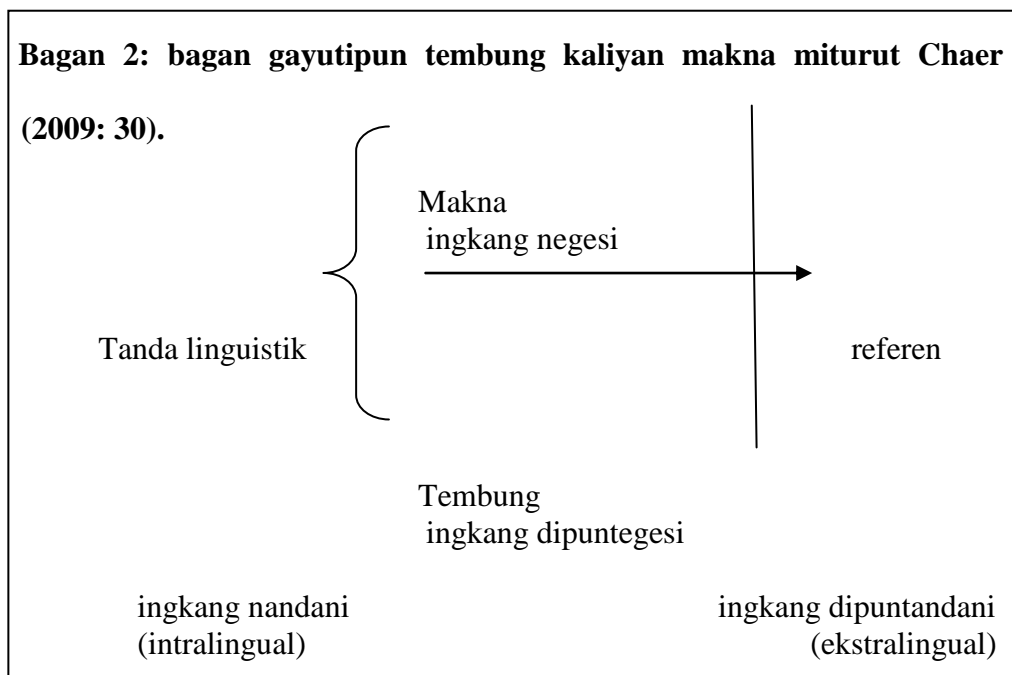 Bagan 2: bagan gayutipun tembung kaliyan makna miturut Chaer
(2009: 30).
Makna
ingkang negesi
Tanda linguistik
referen
Tembung
ingkang dipuntegesi
ingkang nandani
(intralingual)
ingkang dipuntandani
(ekstralingual)